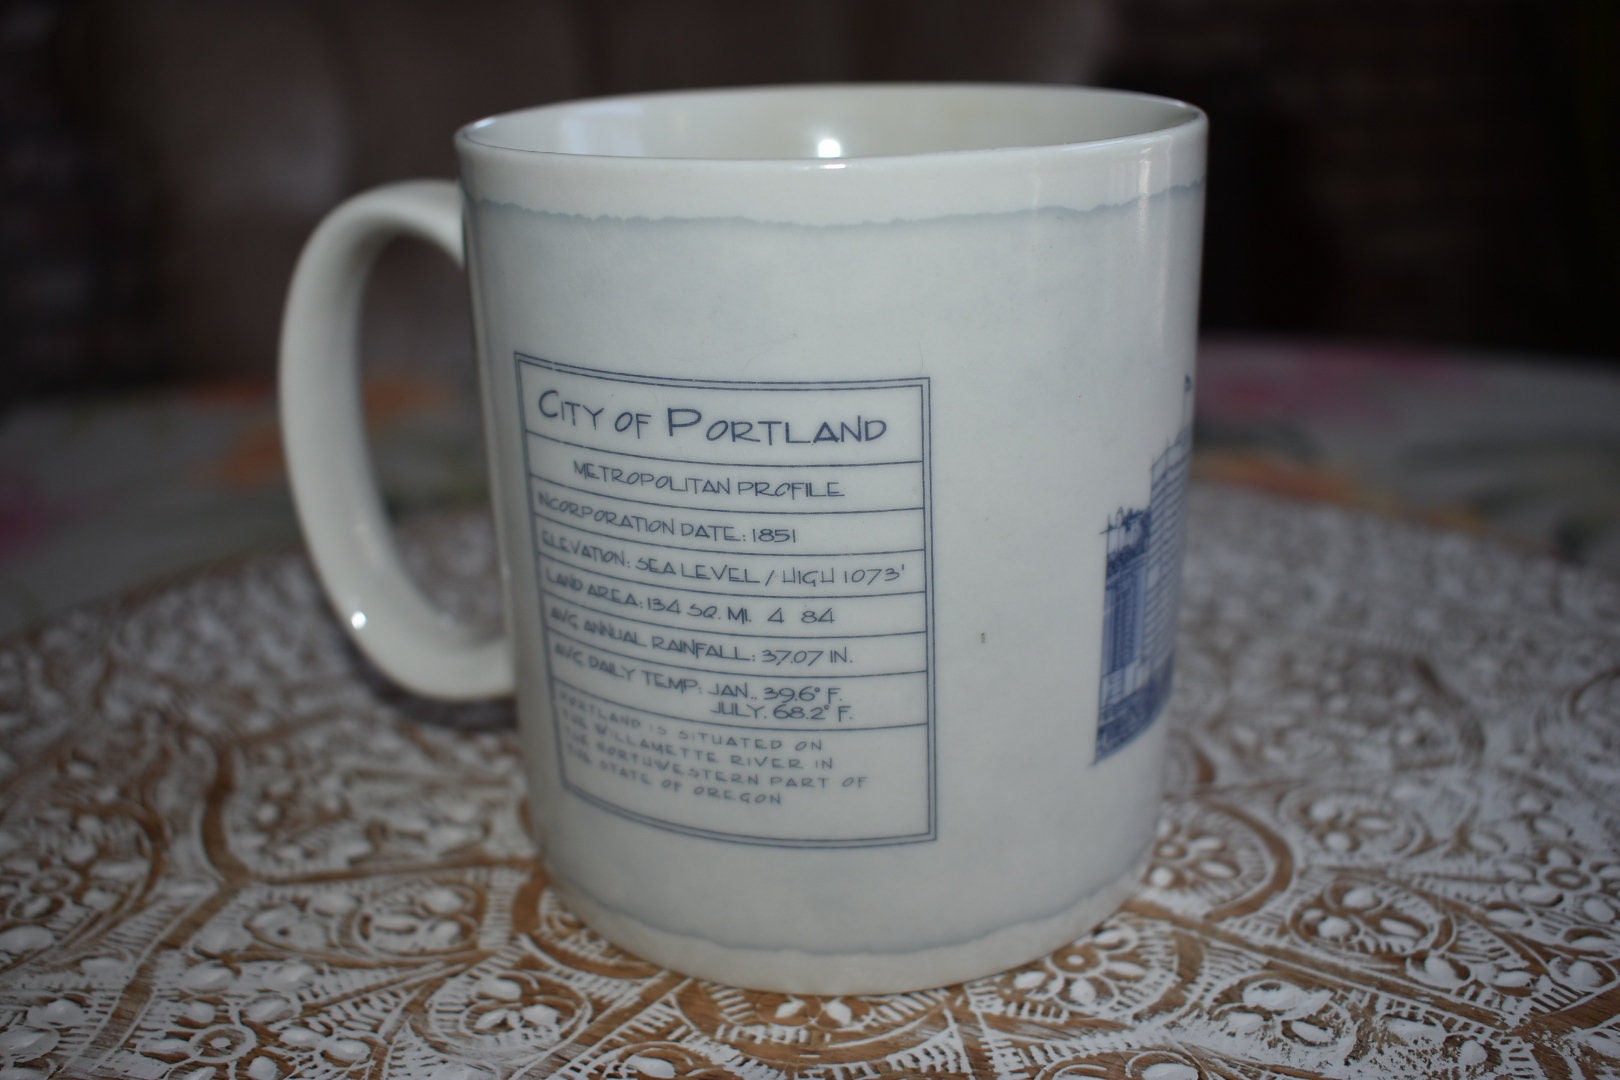 CITY OF PORTLAND
METROPOLITAN PROFILE
INCORPORATION DATE: 1851
ELEVATION: SEA LEVEL / HIGH 1073'
LAND AREA: 134 SQ. MI. 4 84
AVG ANNUAL RAINFALL: 37.07 IN.
AVG DAILY TEMP: JAN.. 39.6° F.
JULY. 68.2° F.
PORTLAND IS SITUATED ON
THE WILLAMETTE RIVER IN
THE NORTHWESTERN PART OF
THE STATE OF OREGON